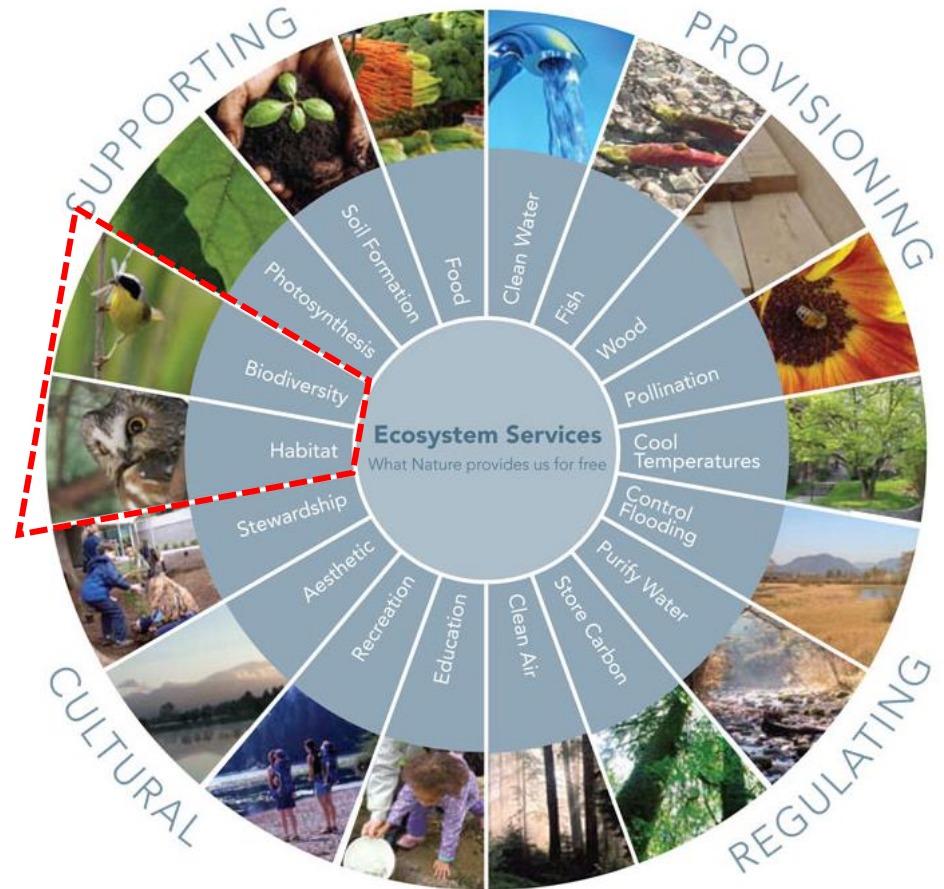 SUPPORTING
PROVISIONING
Soil Formation
Food
Clean Water
Fish
Photosynthesis
Wood
Biodiversity
Pollination
Habitat
Ecosystem Services
What Nature provides us for free
Cool
Temperatures
Stewardship
Control
Flooding
Aesthetic
Purify Water
Recreation
Education
Clean Air
Store Carbon
CULTURAL
REGULATING